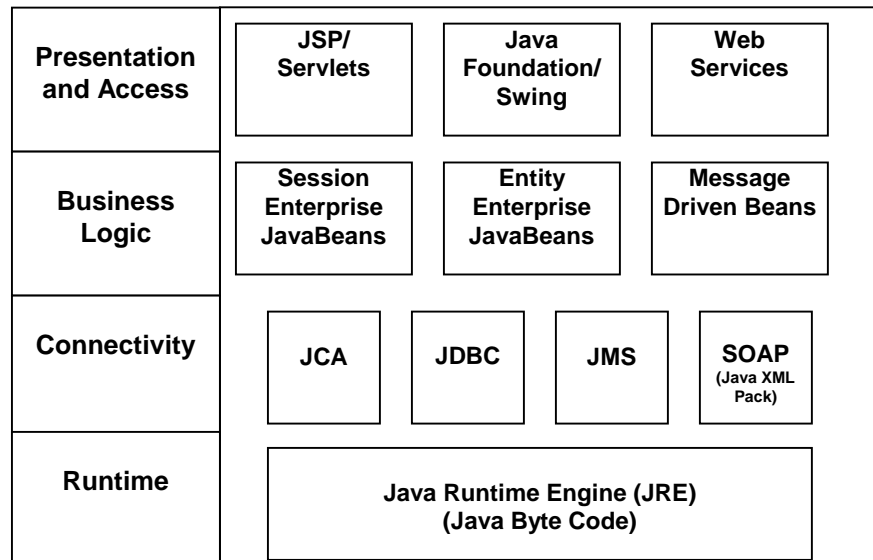 Presentation
and Access
JSP/
Servlets
Java
Foundation/
Swing
Web
Services
Business
Logic
Session
Enterprise
JavaBeans
Entity
Enterprise
JavaBeans
Message
Driven Beans
Connectivity
JCA
JDBC
JMS
SOAP
(Java XML
Pack)
Runtime
Java Runtime Engine (JRE)
(Java Byte Code)